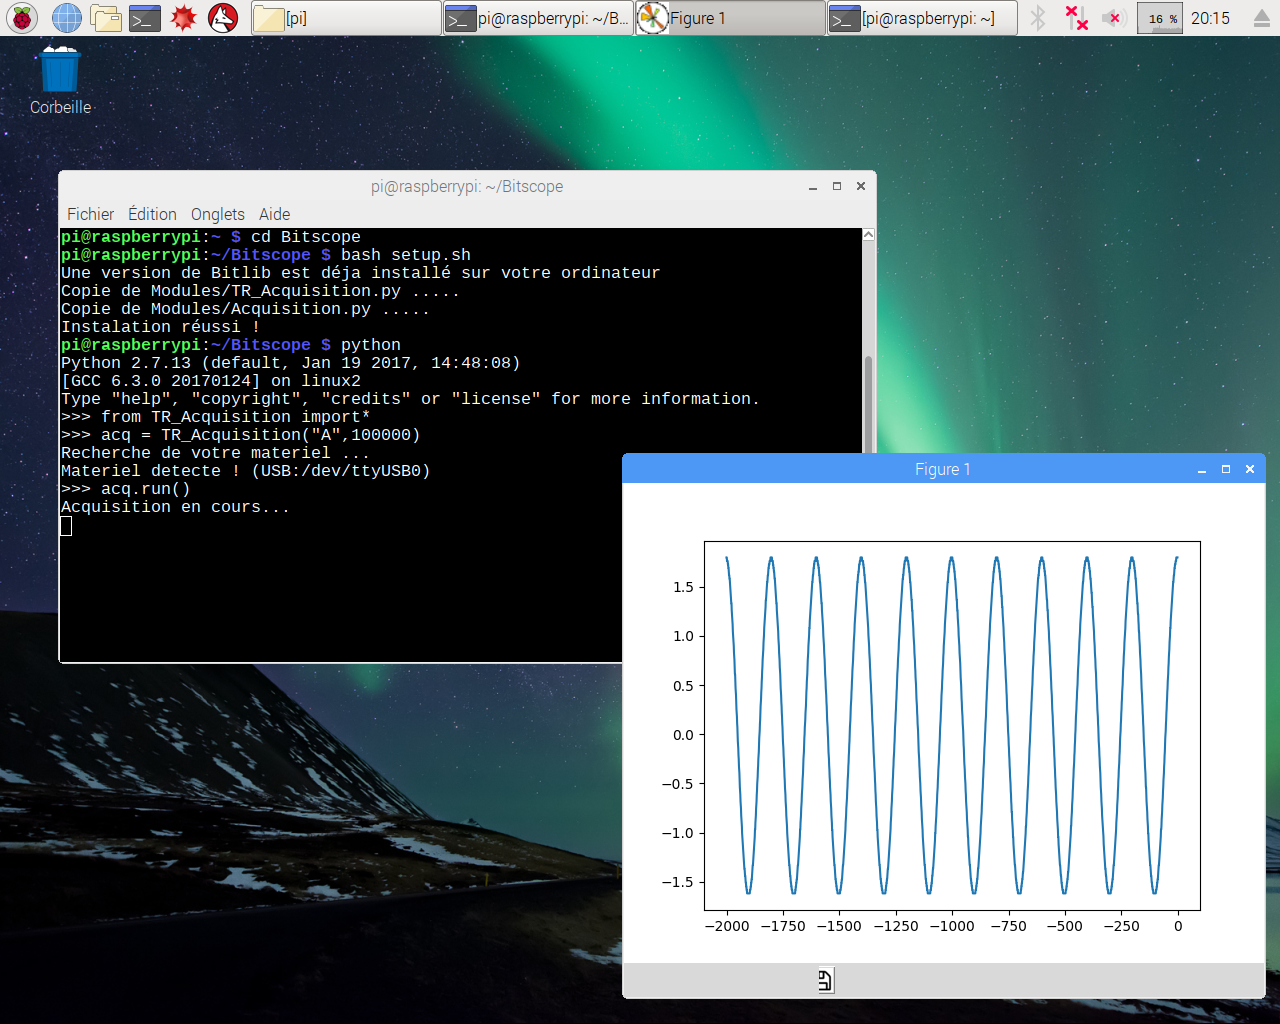 [pi]
pi@raspberrypi: ~/B...
Figure 1
[pi@raspberrypi: ~]
16 %
20:15
Corbeille
pi@raspberrypi: ~/Bitscope
Fichier Édition Onglets Aide
pi@raspberrypi:~ $ cd Bitscope
pi@raspberrypi:~/Bitscope $ bash setup.sh
Une version de Bitlib est déja installé sur votre ordinateur
Copie de Modules/TR_Acquisition.py .....
Copie de Modules/Acquisition.py .....
Instalation réussi !
pi@raspberrypi:~/Bitscope $ python
Python 2.7.13 (default, Jan 19 2017, 14:48:08)
[GCC 6.3.0 20170124] on linux2
Type "help", "copyright", "credits" or "license" for more information.
>>> from TR_Acquisition import*
>>> acq = TR_Acquisition("A",100000)
Recherche de votre materiel ...
Materiel detecte ! (USB:/dev/ttyUSB0)
>>> acq.run()
Acquisition en cours...
Figure 1
1.5
1.0
0.5
0.0
−0.5
−1.0
−1.5
−2000 −1750 −1500 −1250 −1000 −750 −500 −250 0